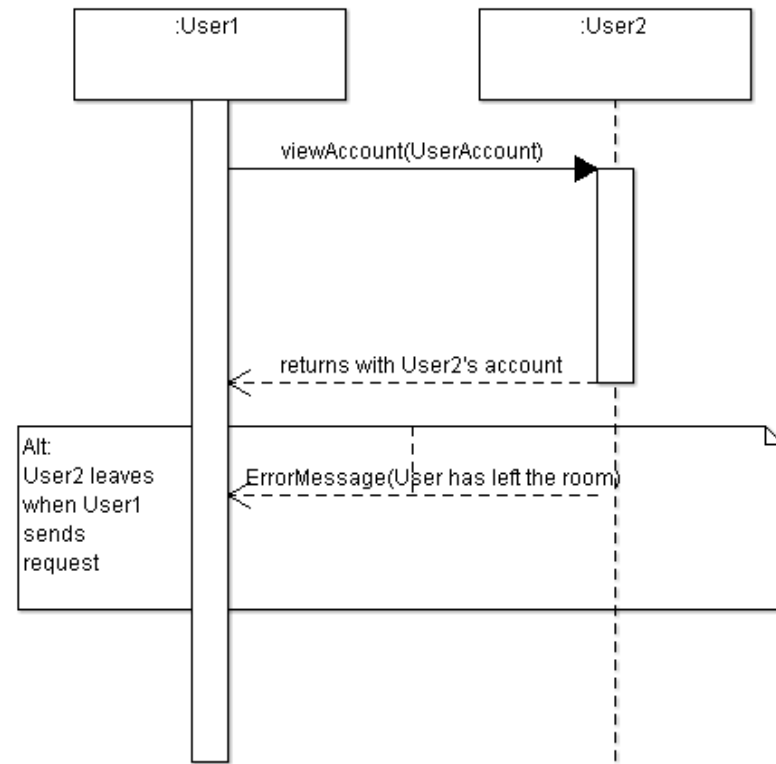 :User1
:User2
viewAccount(UserAccount)
returns with User2's account
Alt:
User2 leaves
when User1
sends
request
ErrorMessage(User has left the room)